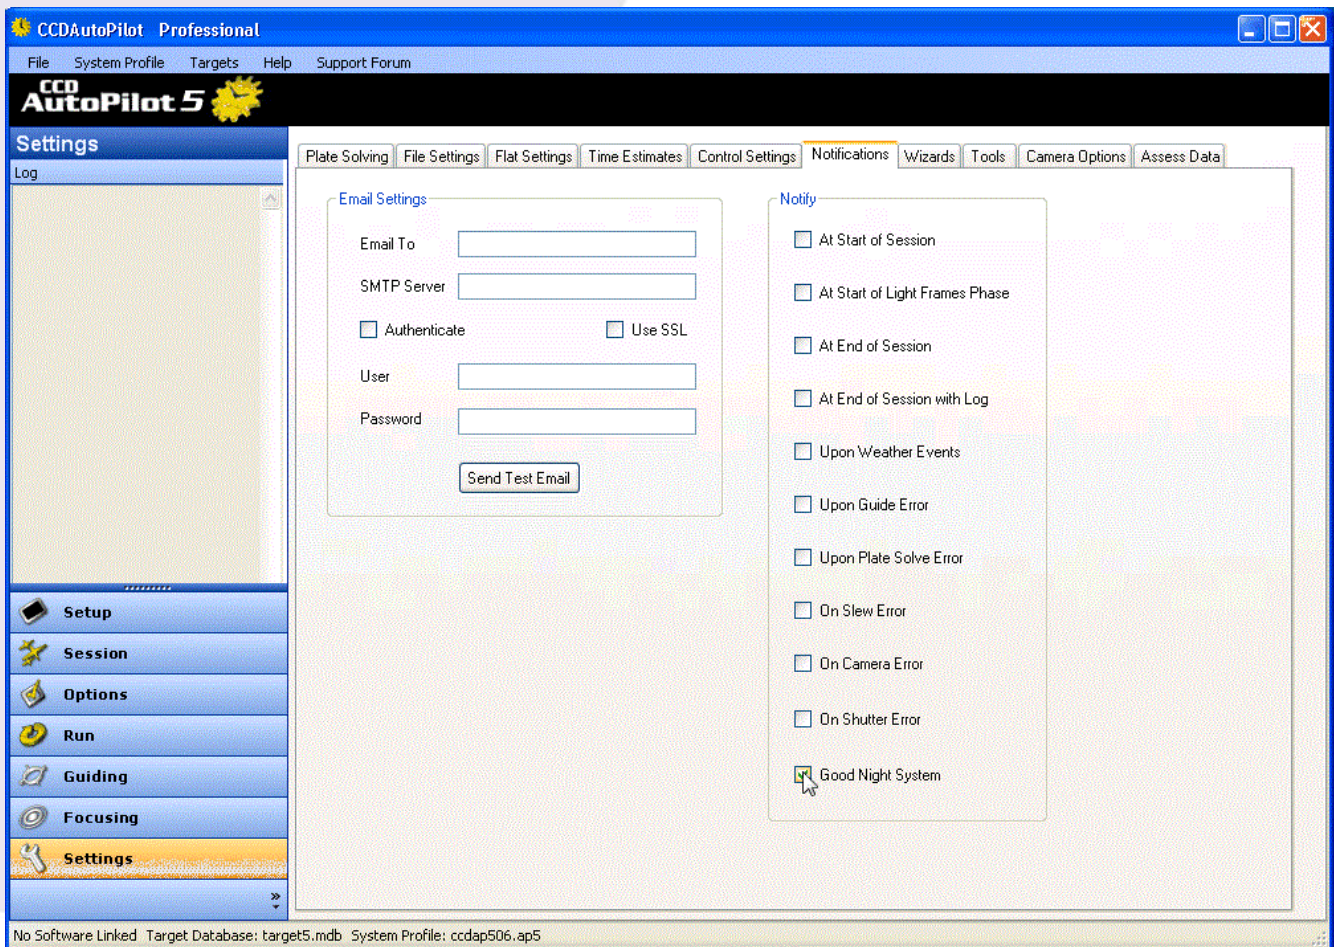 CCDAutoPilot Professional
File System Profile Targets Help Support Forum
CCD
AutoPilot 5
Settings
Log
Plate Solving File Settings Flat Settings Time Estimates Control Settings Notifications Wizards Tools Camera Options Assess Data
Email Settings
Email To
SMTP Server
Authenticate Use SSL
User
Password
Send Test Email
Notify
At Start of Session
At Start of Light Frames Phase
At End of Session
At End of Session with Log
Upon Weather Events
Upon Guide Error
Upon Plate Solve Error
On Slew Error
On Camera Error
On Shutter Error
Good Night System
Setup
Session
Options
Run
Guiding
Focusing
Settings
No Software Linked Target Database: target5.mdb System Profile: ccdap506.ap5